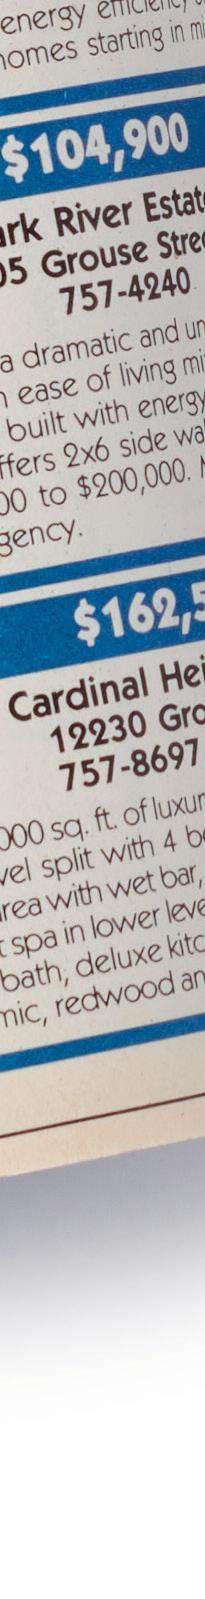 energy efficiency
homes starting in mi
$104,900
ark River Estat
05 Grouse Stree
757-4240
a dramatic and un
n ease of living mi
built with energy
ffers 2x6 side wa
00 to $200,000. M
gency.
$162,5
Cardinal Hei
12230 Gro
757-8697
000 sq. ft. of luxur
vel split with 4 be
area with wet bar,
t spa in lower leve
bath, deluxe kitc
mic, redwood an